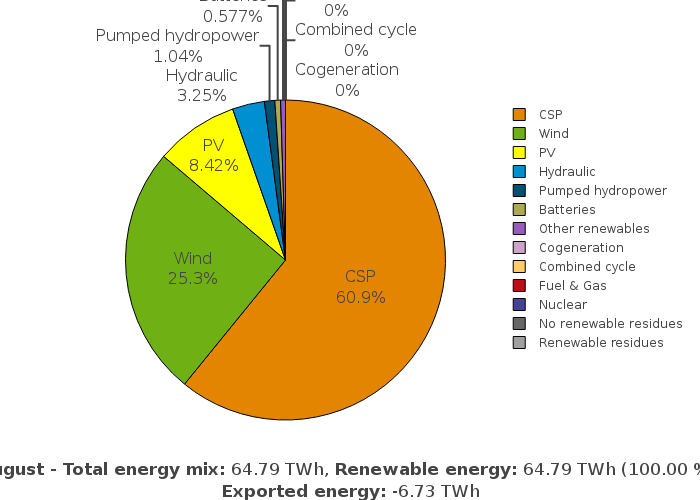 0.577%
0%
Combined cycle
0%
Pumped hydropower
1.04%
Cogeneration
0%
Hydraulic
3.25%
PV
8.42%
Wind
25.3%
CSP
60.9%
CSP
Wind
PV
Hydraulic
Pumped hydropower
Batteries
Other renewables
Cogeneration
Combined cycle
Fuel & Gas
Nuclear
No renewable residues
Renewable residues
ugust - Total energy mix: 64.79 TWh, Renewable energy: 64.79 TWh (100.00 %
Exported energy: -6.73 TWh